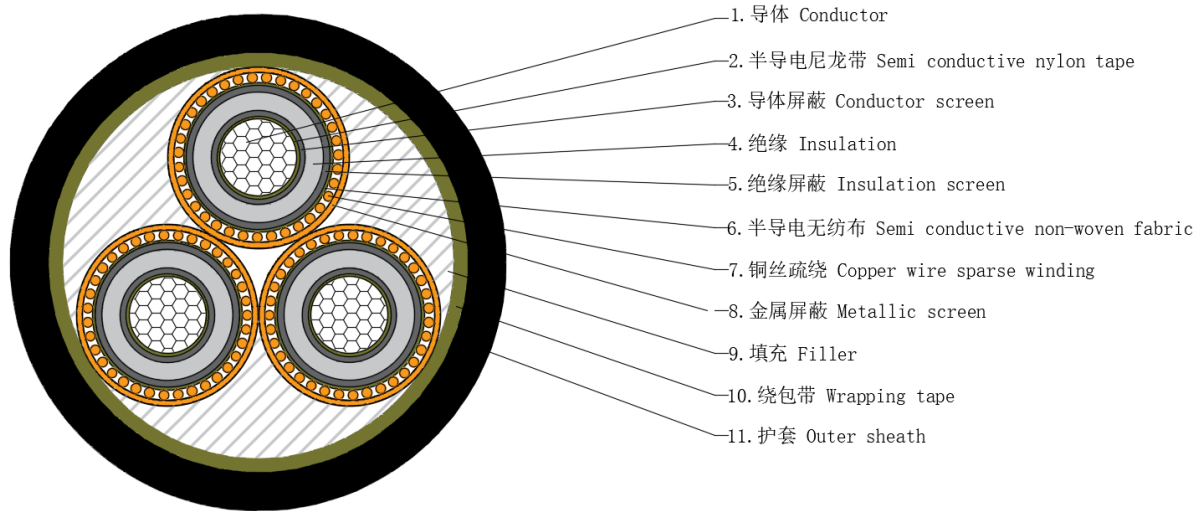 1.导体 Conductor
2.半导电尼龙带 Semi conductive nylon tape
3.导体屏蔽 Conductor screen
4.绝缘 Insulation
5.绝缘屏蔽 Insulation screen
6.半导电无纺布 Semi conductive non-woven fabric
7.铜丝疏绕 Copper wire sparse winding
8.金属屏蔽 Metallic screen
9.填充 Filler
10.绕包带 Wrapping tape
11.护套 Outer sheath